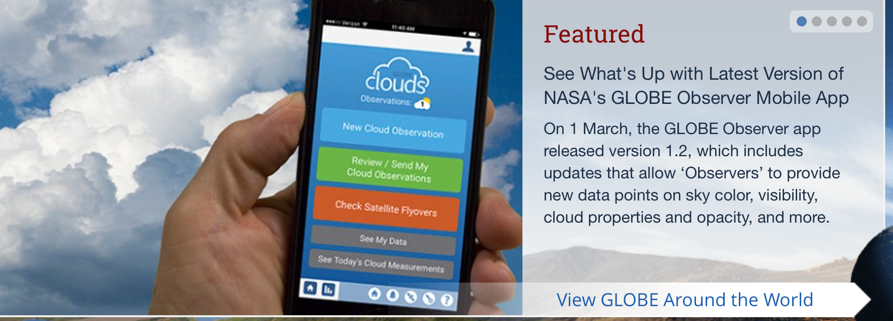 Verizon
11:40 AM
GLOBE
clouds
Observations: 1
New Cloud Observation
Review / Send My
Cloud Observations
Check Satellite Flyovers
See My Data
See Today's Cloud Measurements
?
Featured
See What's Up with Latest Version of
NASA's GLOBE Observer Mobile App
On 1 March, the GLOBE Observer app
released version 1.2, which includes
updates that allow ‘Observers’ to provide
new data points on sky color, visibility,
cloud properties and opacity, and more.
View GLOBE Around the World